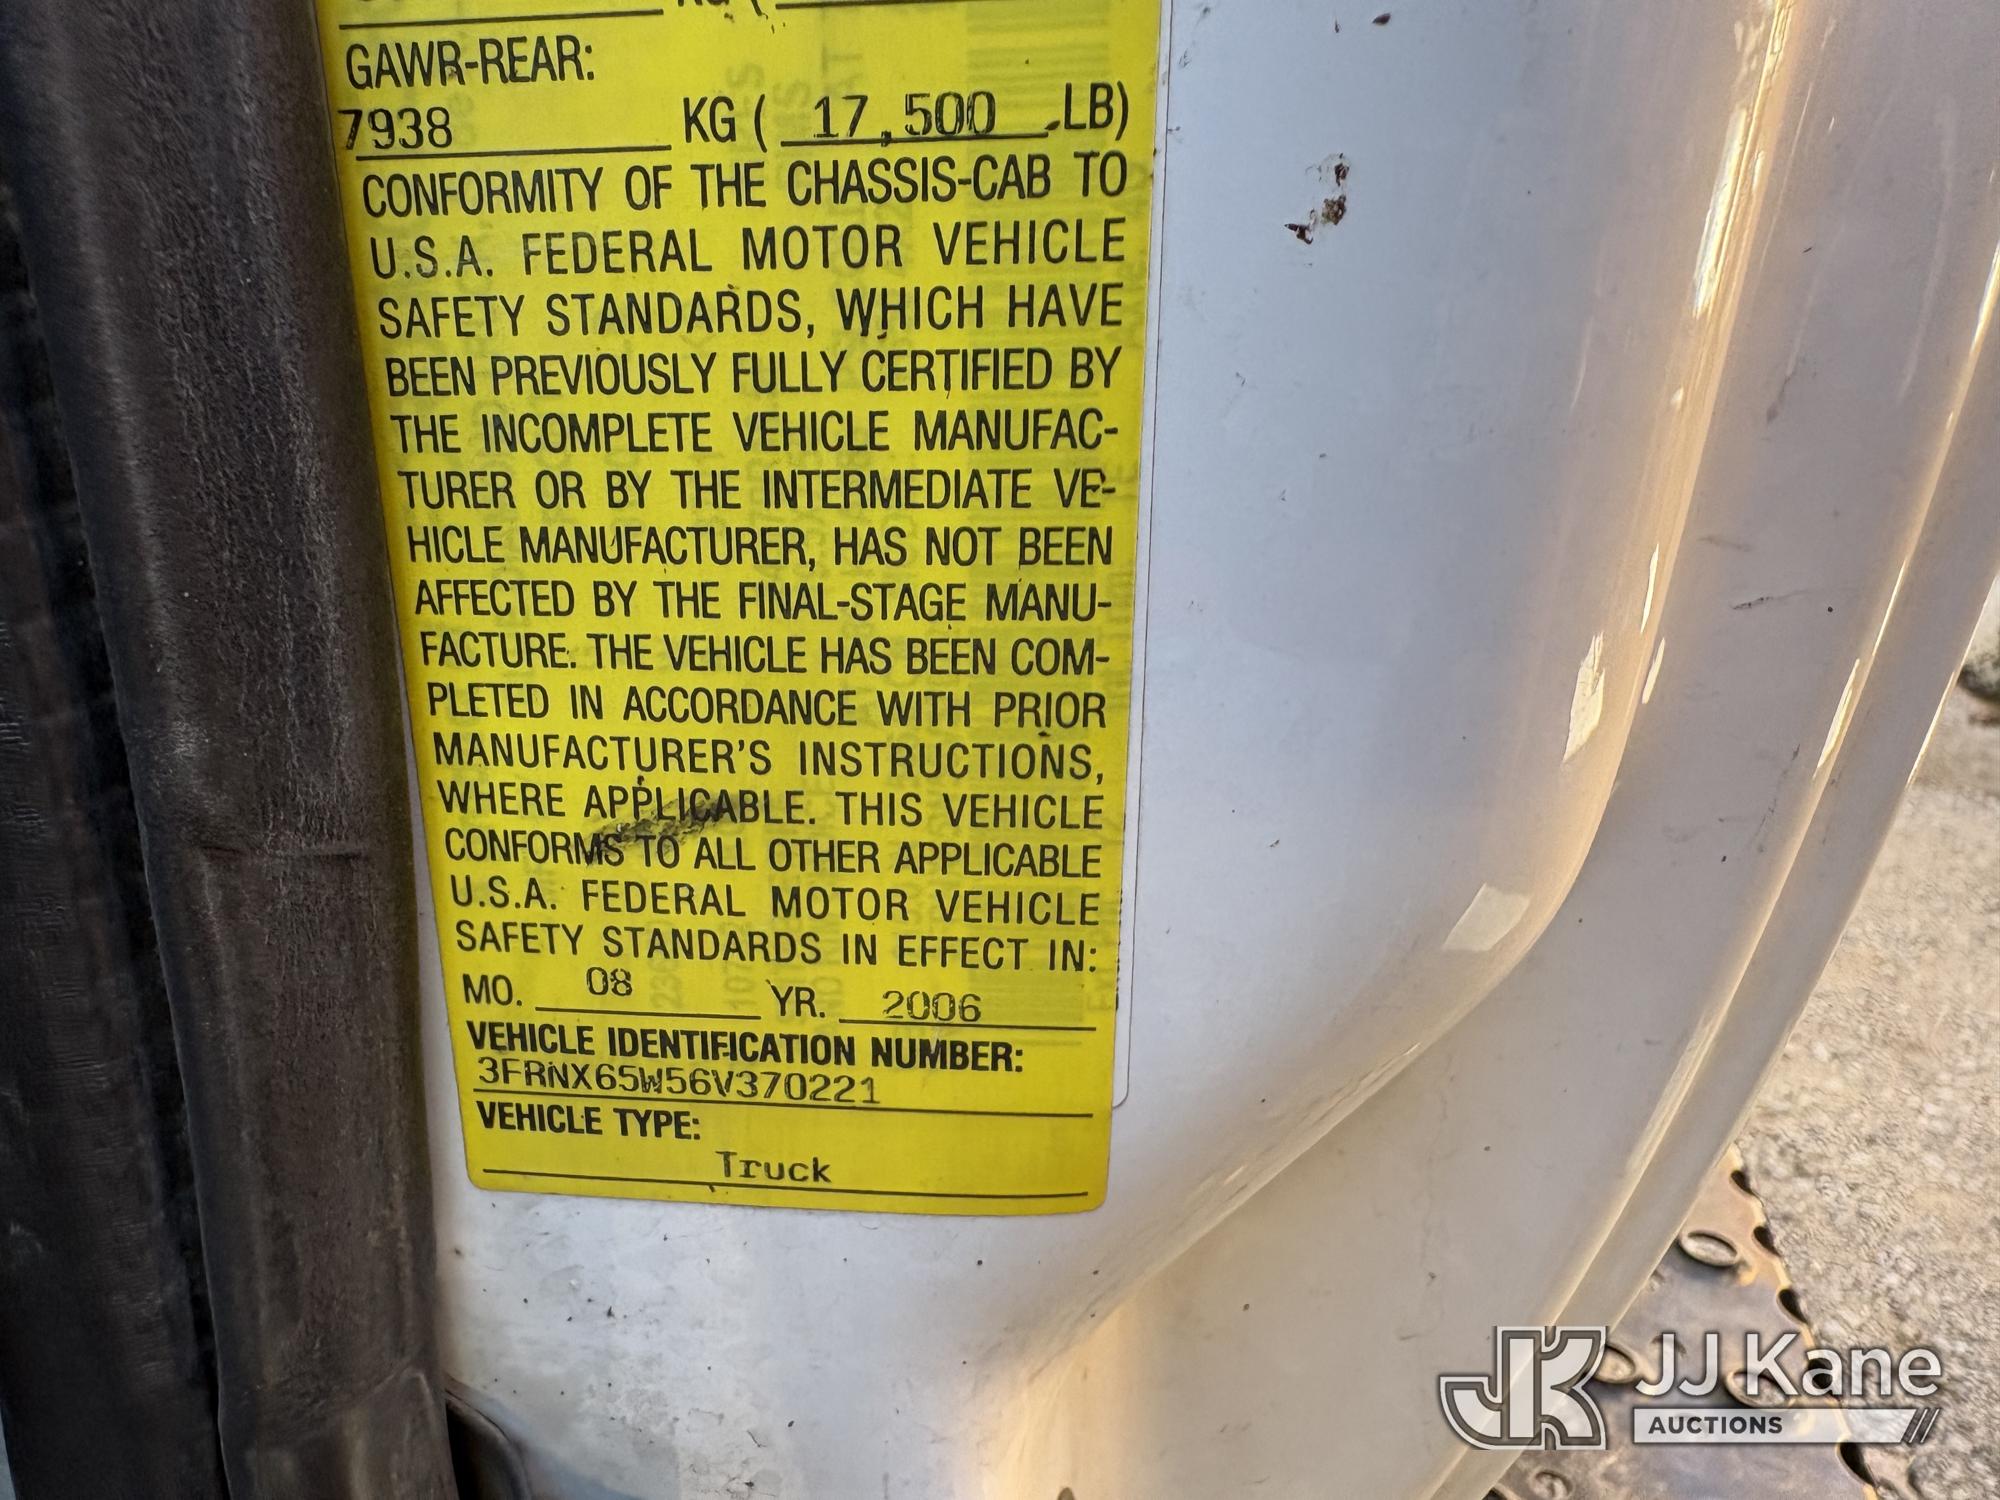 GAWR-REAR:
7938 KG ( 17,500 LB)
CONFORMITY OF THE CHASSIS-CAB TO
U.S.A. FEDERAL MOTOR VEHICLE
SAFETY STANDARDS, WHICH HAVE
BEEN PREVIOUSLY FULLY CERTIFIED BY
THE INCOMPLETE VEHICLE MANUFAC-
TURER OR BY THE INTERMEDIATE VE-
HICLE MANUFACTURER, HAS NOT BEEN
AFFECTED BY THE FINAL-STAGE MANU-
FACTURE. THE VEHICLE HAS BEEN COM-
PLETED IN ACCORDANCE WITH PRIOR
MANUFACTURER'S INSTRUCTIONS,
WHERE APPLICABLE. THIS VEHICLE
CONFORMS TO ALL OTHER APPLICABLE
U.S.A. FEDERAL MOTOR VEHICLE
SAFETY STANDARDS IN EFFECT IN:
MO. 08 YR. 2006
VEHICLE IDENTIFICATION NUMBER:
3FRNX65W56V370221
VEHICLE TYPE:
Truck
JK JJ Kane
AUCTIONS